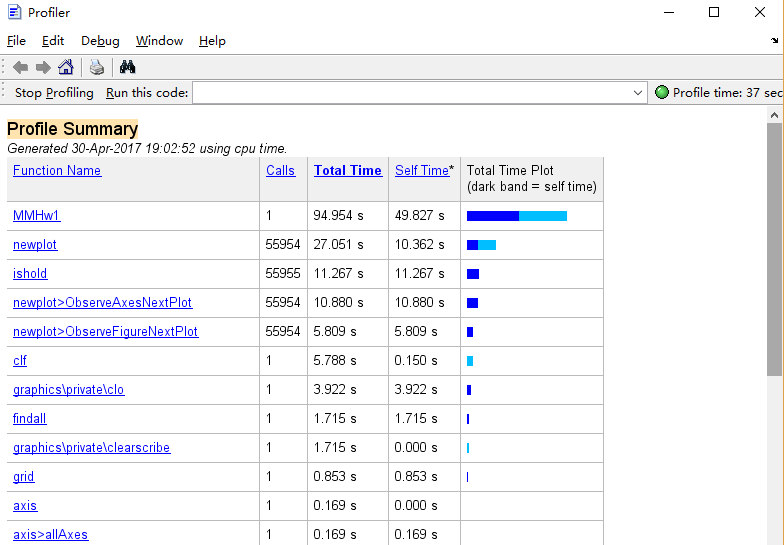 Profiler
File Edit Debug Window Help
Stop Profiling Run this code: Profile time: 37 sec
Profile Summary
Generated 30-Apr-2017 19:02:52 using cpu time.
Function Name Calls Total Time Self Time* Total Time Plot
(dark band = self time)
MMHw1 1 94.954 s 49.827 s
newplot 55954 27.051 s 10.362 s
ishold 55955 11.267 s 11.267 s
newplot>ObserveAxesNextPlot 55954 10.880 s 10.880 s
newplot>ObserveFigureNextPlot 55954 5.809 s 5.809 s
clf 1 5.788 s 0.150 s
graphics\private\clo 1 3.922 s 3.922 s
findall 1 1.715 s 1.715 s
graphics\private\clearscribe 1 1.715 s 0.000 s
grid 1 0.853 s 0.853 s
axis 1 0.169 s 0.000 s
axis>allAxes 1 0.169 s 0.169 s